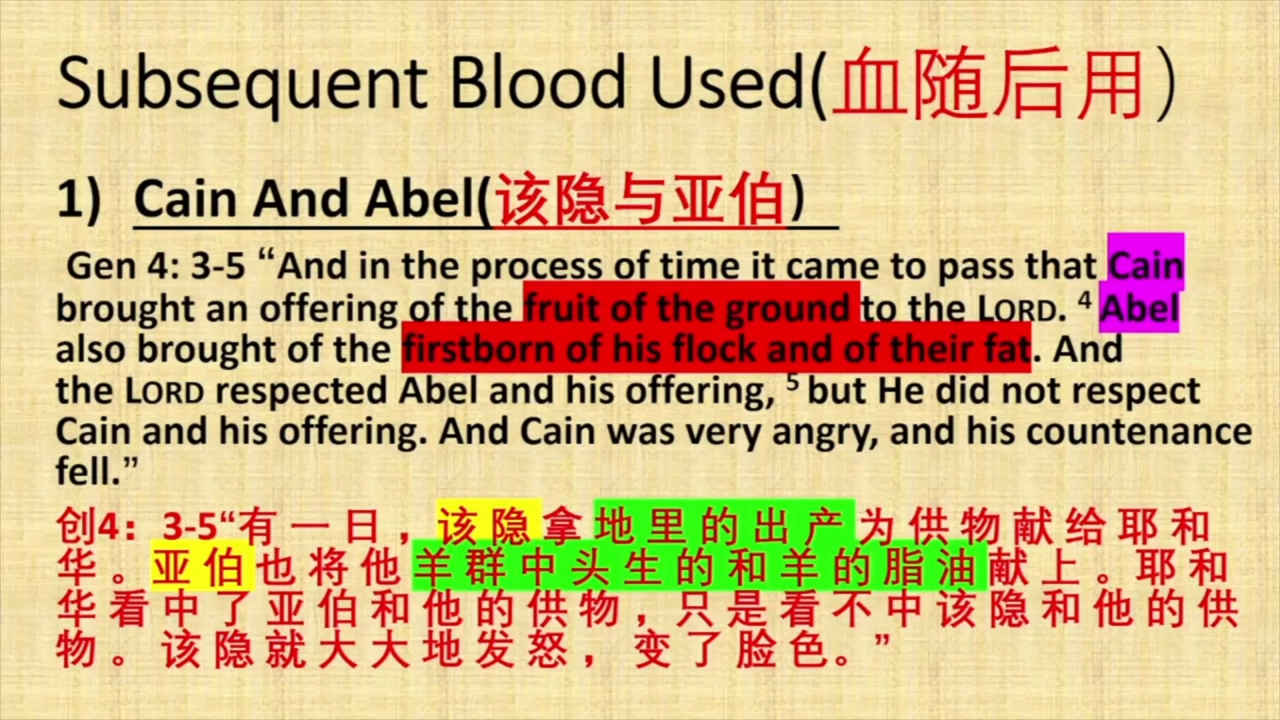 Subsequent Blood Used(血随后用)
1) Cain And Abel(该隐与亚伯)
Gen 4: 3-5 “And in the process of time it came to pass that Cain
brought an offering of the fruit of the ground to the LORD. 4 Abel
also brought of the firstborn of his flock and of their fat. And
the LORD respected Abel and his offering, 5 but He did not respect
Cain and his offering. And Cain was very angry, and his countenance
fell.”
创4：3-5“有 一 日 ， 该 隐 拿 地 里 的 出 产 为 供 物 献 给 耶 和
华 。 亚 伯 也 将 他 羊 群 中 头 生 的 和 羊 的 脂 油 献 上 。 耶 和
华 看 中 了 亚 伯 和 他 的 供 物 ， 只 是 看 不 中 该 隐 和 他 的 供
物 。 该 隐 就 大 大 地 发 怒 ， 变 了 脸 色。”